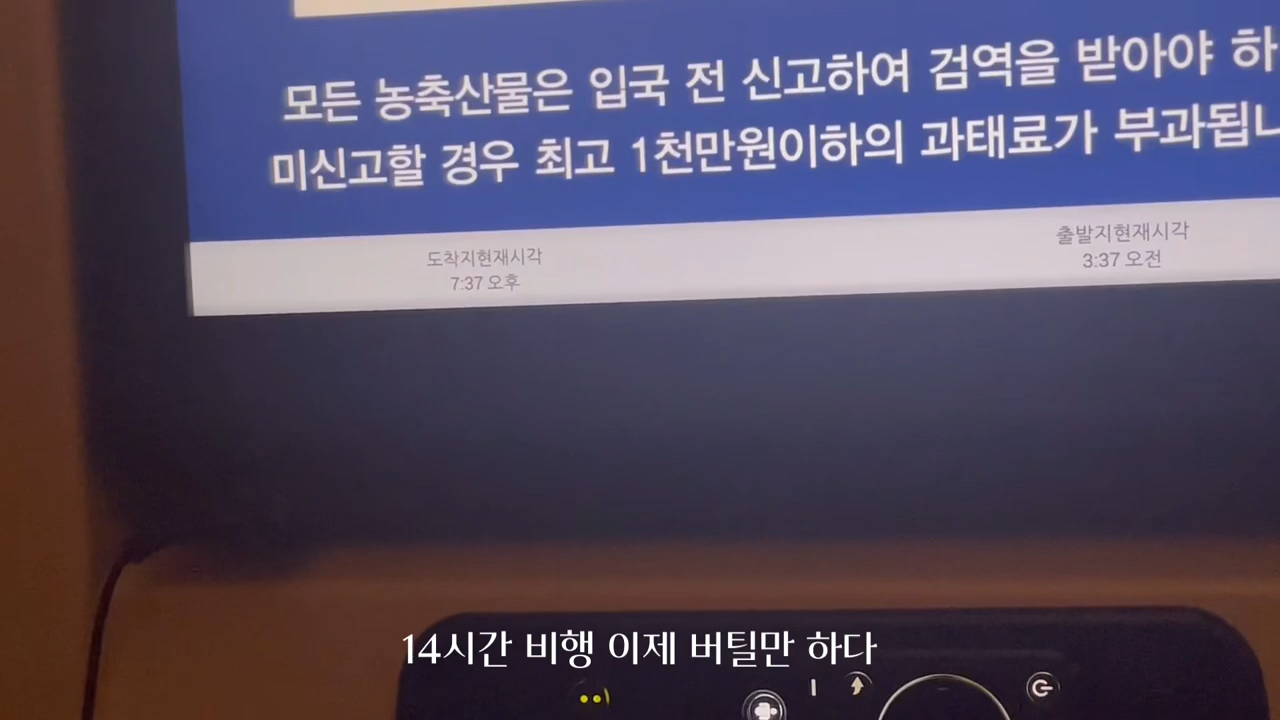 모든 농축산물은 입국 전 신고하여 검역을 받아야 하
미신고할 경우 최고 1천만원이하의 과태료가 부과됩니
도착지현재시각
7:37 오후
출발지현재시각
3:37 오전
14시간 비행 이제 버틸만 하다